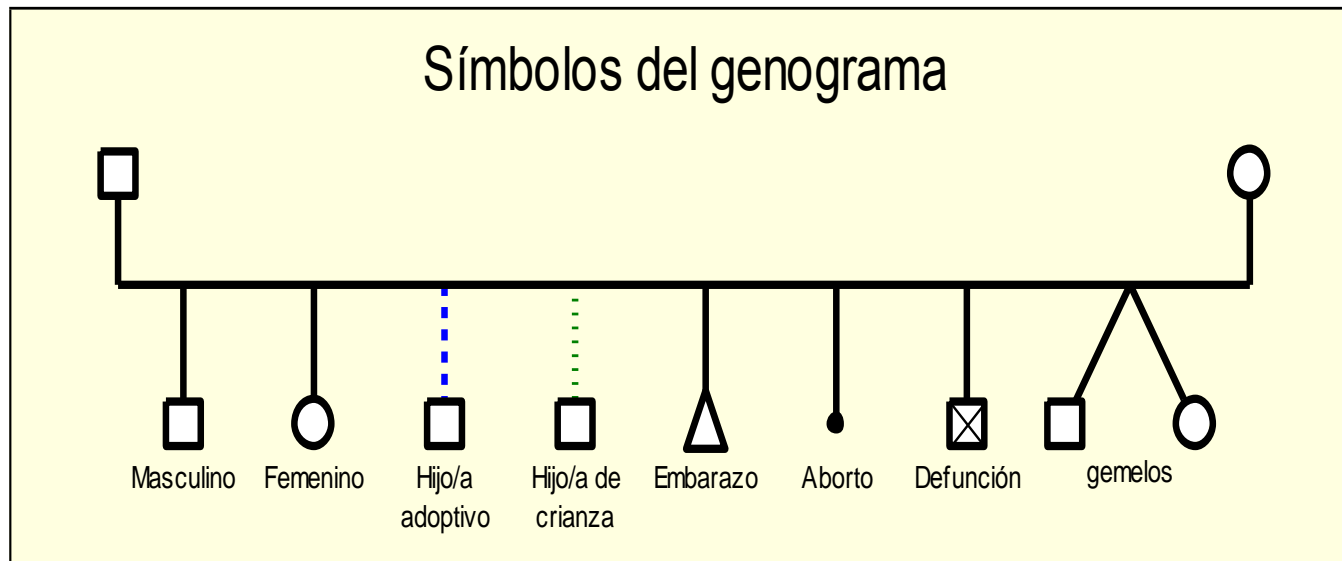 Símbolos del genograma
Masculino
Femenino
Hijo/a
adoptivo
Hijo/a de
crianza
Embarazo
Aborto
Defunción
gemelos